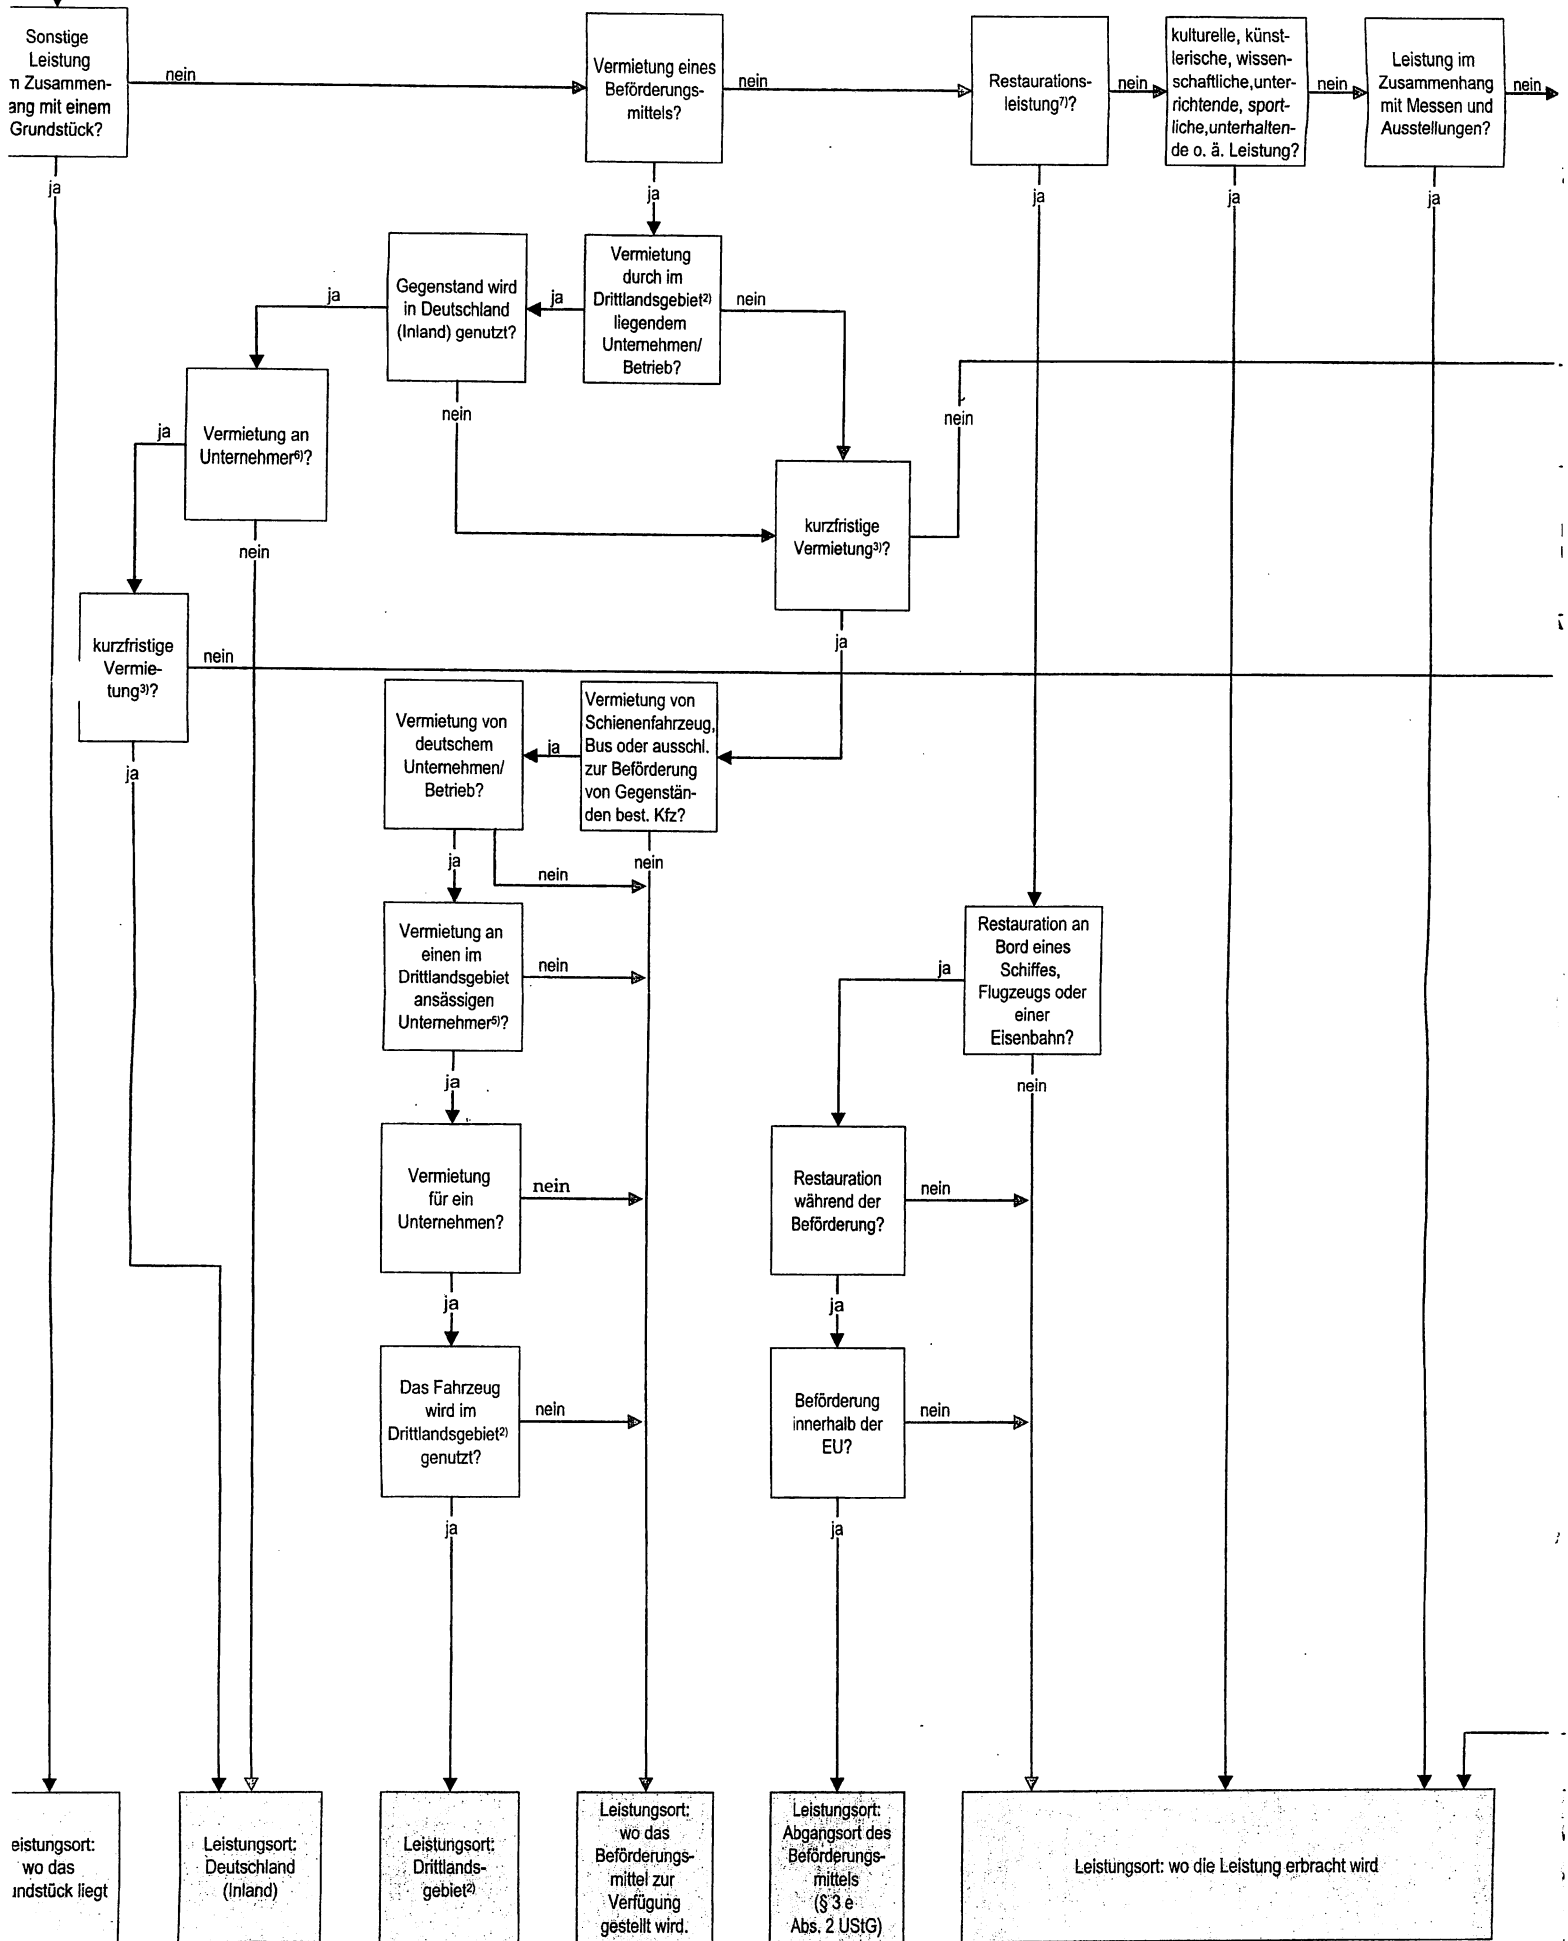 Sonstige
Leistung
m Zusammen-
ang mit einem
Grundstück?
nein
Vermietung eines
Beförderungs-
mittels?
nein
Restaurations-
leistung⁷⁾?
nein
kulturelle, künst-
lerische, wissen-
schaftliche,unter-
richtende, sport-
liche,unterhalten-
de o. ä. Leistung?
nein
Leistung im
Zusammenhang
mit Messen und
Ausstellungen?
nein
ja
ja
ja
ja
ja
Gegenstand wird
in Deutschland
(Inland) genutzt?
ja
Vermietung
durch im
Drittlandsgebiet²⁾
liegendem
Unternehmen/
Betrieb?
nein
ja
nein
nein
Vermietung an
Unternehmer⁶⁾?
ja
nein
kurzfristige
Vermietung³⁾?
ja
kurzfristige
Vermie-
tung³⁾?
nein
ja
Vermietung von
deutschem
Unternehmen/
Betrieb?
ja
Vermietung von
Schienenfahrzeug,
Bus oder ausschl.
zur Beförderung
von Gegenstän-
den best. Kfz?
ja
nein
nein
Vermietung an
einen im
Drittlandsgebiet
ansässigen
Unternehmer⁵⁾?
nein
ja
Restauration an
Bord eines
Schiffes,
Flugzeugs oder
einer
Eisenbahn?
ja
nein
Vermietung
für ein
Unternehmen?
nein
ja
Restauration
während der
Beförderung?
nein
ja
Das Fahrzeug
wird im
Drittlandsgebiet²⁾
genutzt?
nein
ja
Beförderung
innerhalb der
EU?
nein
ja
eistungsort:
wo das
undstück liegt
Leistungsort:
Deutschland
(Inland)
Leistungsort:
Drittlands-
gebiet²⁾
Leistungsort:
wo das
Beförderungs-
mittel zur
Verfügung
gestellt wird.
Leistungsort:
Abgangsort des
Beförderungs-
mittels
(§ 3 e
Abs. 2 UStG)
Leistungsort: wo die Leistung erbracht wird